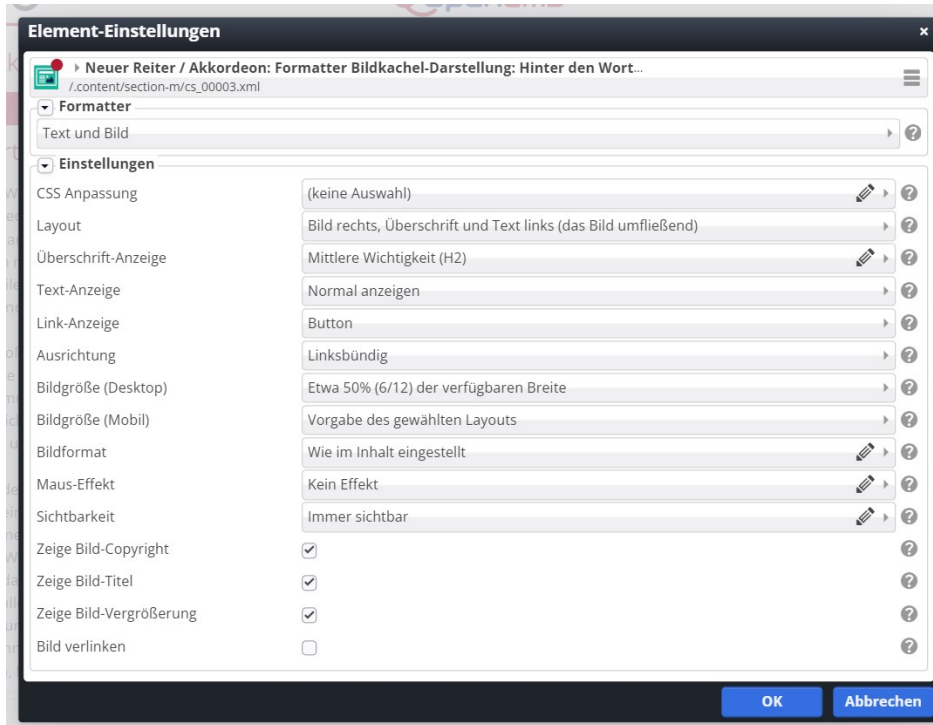 Element-Einstellungen
Neuer Reiter / Akkordeon: Formatter Bildkachel-Darstellung: Hinter den Wort...
/.content/section-m/cs_00003.xml
Formatter
Text und Bild
Einstellungen
CSS Anpassung (keine Auswahl)
Layout Bild rechts, Überschrift und Text links (das Bild umfließend)
Überschrift-Anzeige Mittlere Wichtigkeit (H2)
Text-Anzeige Normal anzeigen
Link-Anzeige Button
Ausrichtung Linksbündig
Bildgröße (Desktop) Etwa 50% (6/12) der verfügbaren Breite
Bildgröße (Mobil) Vorgabe des gewählten Layouts
Bildformat Wie im Inhalt eingestellt
Maus-Effekt Kein Effekt
Sichtbarkeit Immer sichtbar
Zeige Bild-Copyright
Zeige Bild-Titel
Zeige Bild-Vergrößerung
Bild verlinken
OK Abbrechen